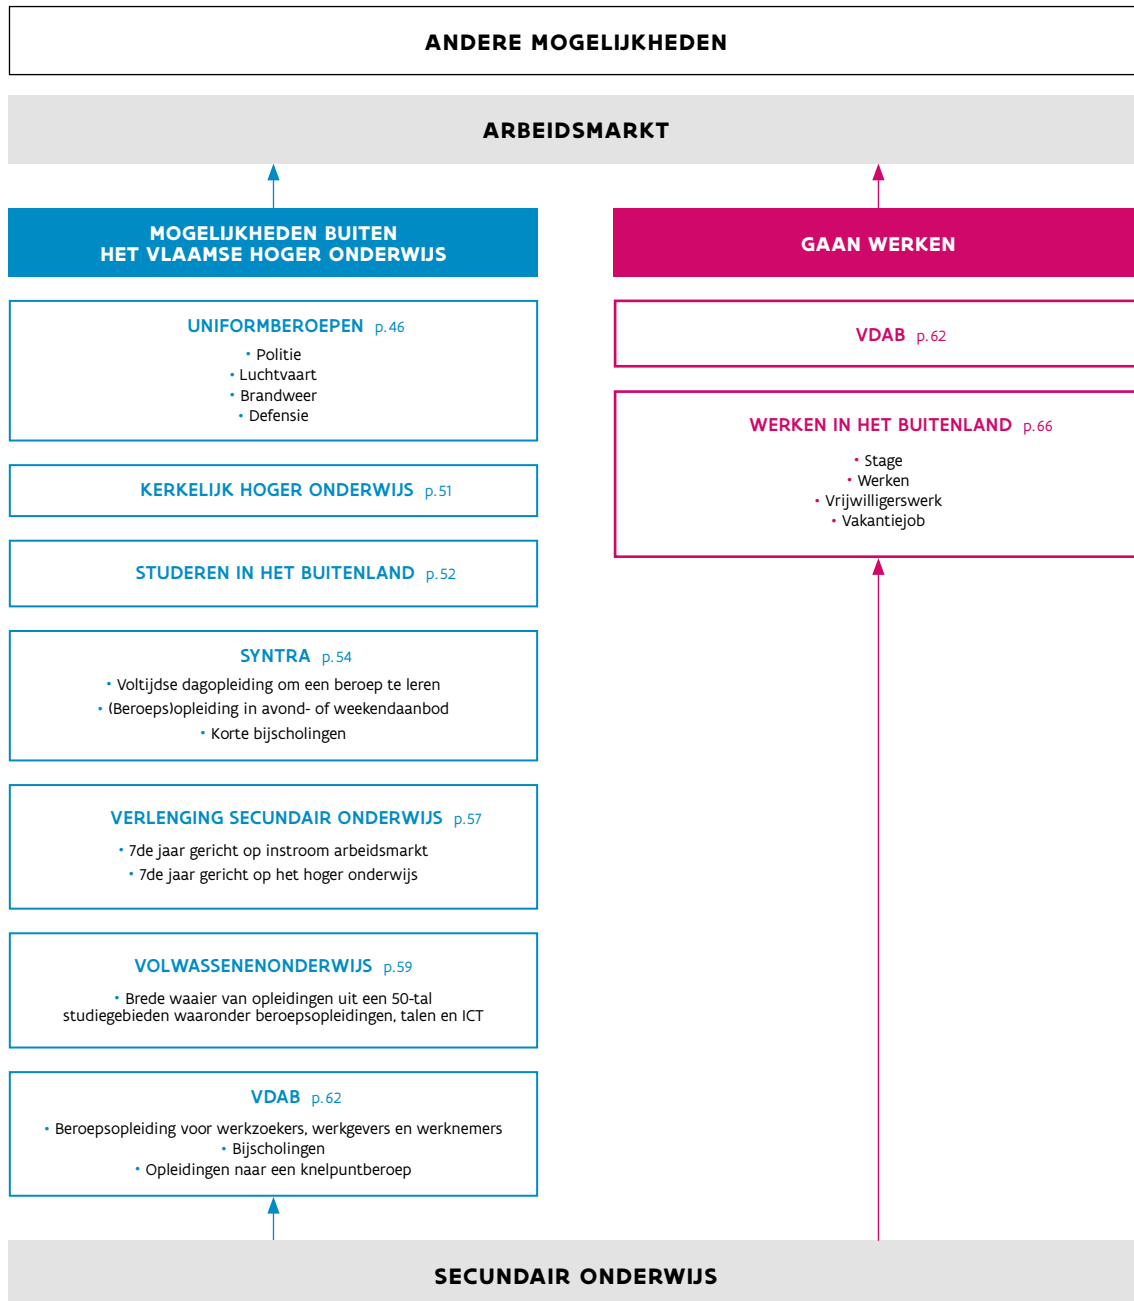 ANDERE MOGELIJKHEDEN
ARBEIDSMARKT
MOGELIJKHEDEN BUITEN
HET VLAAMSE HOGER ONDERWIJS
UNIFORMBEROEPEN p.46
• Politie
• Luchtvaart
• Brandweer
• Defensie
KERKELIJK HOGER ONDERWIJS p.51
STUDEREN IN HET BUITENLAND p.52
SYNTRA p.54
• Voltijdse dagopleiding om een beroep te leren
• (Beroeps)opleiding in avond- of weekendaanbod
• Korte bijscholingen
VERLENGING SECUNDAIR ONDERWIJS p.57
• 7de jaar gericht op instroom arbeidsmarkt
• 7de jaar gericht op het hoger onderwijs
VOLWASSENENONDERWIJS p.59
• Brede waaier van opleidingen uit een 50-tal
studiegebieden waaronder beroepsopleidingen, talen en ICT
VDAB p.62
• Beroepsopleiding voor werkzoekers, werkgevers en werknemers
• Bijscholingen
• Opleidingen naar een knelpuntberoep
GAAN WERKEN
VDAB p.62
WERKEN IN HET BUITENLAND p.66
• Stage
• Werken
• Vrijwilligerswerk
• Vakantiejob
SECUNDAIR ONDERWIJS